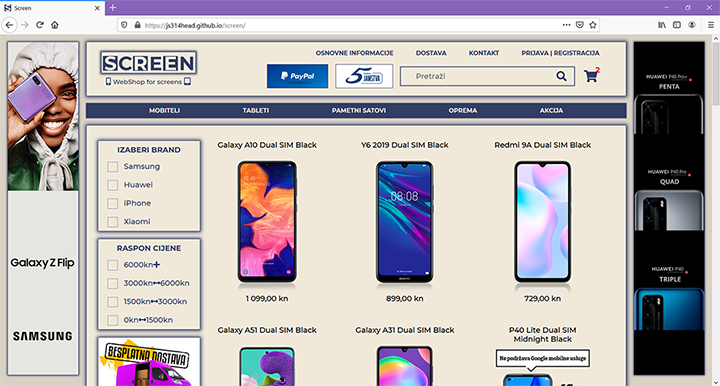 Screen
https://js314head.github.io/screen/
OSNOVNE INFORMACIJE
DOSTAVA
KONTAKT
PRIJAVA | REGISTRACIJA
SCREEN
WebShop for screens
PayPal
5
JAMSTVA
Pretraži
2
MOBITELI
TABLETI
PAMETNI SATOVI
OPREMA
AKCIJA
Galaxy Z Flip
SAMSUNG
IZABERI BRAND
Samsung
Huawei
iPhone
Xiaomi
RASPON CIJENE
6000kn+
3000kn↔6000kn
1500kn↔3000kn
0kn↔1500kn
BESPLATNA DOSTAVA
Galaxy A10 Dual SIM Black
1 099,00 kn
Y6 2019 Dual SIM Black
08:08
899,00 kn
Redmi 9A Dual SIM Black
729,00 kn
Galaxy A51 Dual SIM Black
Galaxy A31 Dual SIM Black
P40 Lite Dual SIM
Midnight Black
Ne podržava Google mobilne usluge
HUAWEI P40 Pro+
PENTA
HUAWEI P40 Pro
QUAD
HUAWEI P40
TRIPLE